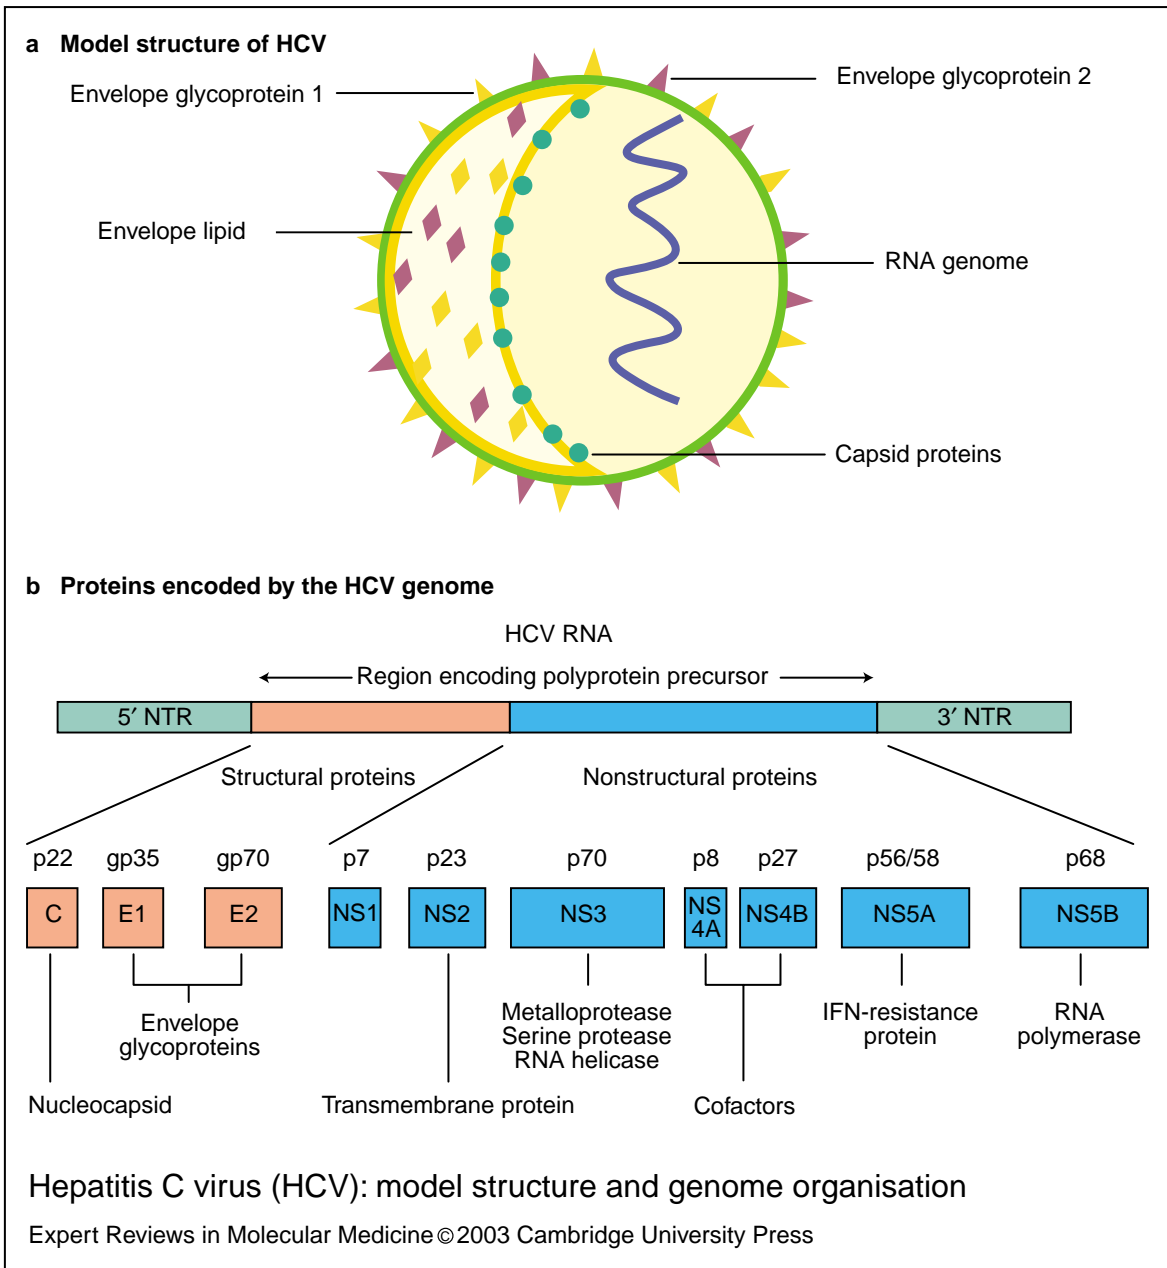 a Model structure of HCV
Envelope glycoprotein 1
Envelope glycoprotein 2
Envelope lipid
RNA genome
Capsid proteins
b Proteins encoded by the HCV genome
HCV RNA
Region encoding polyprotein precursor
5′ NTR
3′ NTR
Structural proteins
Nonstructural proteins
p22 gp35 gp70 p7 p23 p70 p8 p27 p56/58 p68
C E1 E2 NS1 NS2 NS3 NS 4A NS4B NS5A NS5B
Envelope
glycoproteins
Metalloprotease
Serine protease
RNA helicase
IFN-resistance
protein
RNA
polymerase
Nucleocapsid
Transmembrane protein
Cofactors
Hepatitis C virus (HCV): model structure and genome organisation
Expert Reviews in Molecular Medicine © 2003 Cambridge University Press